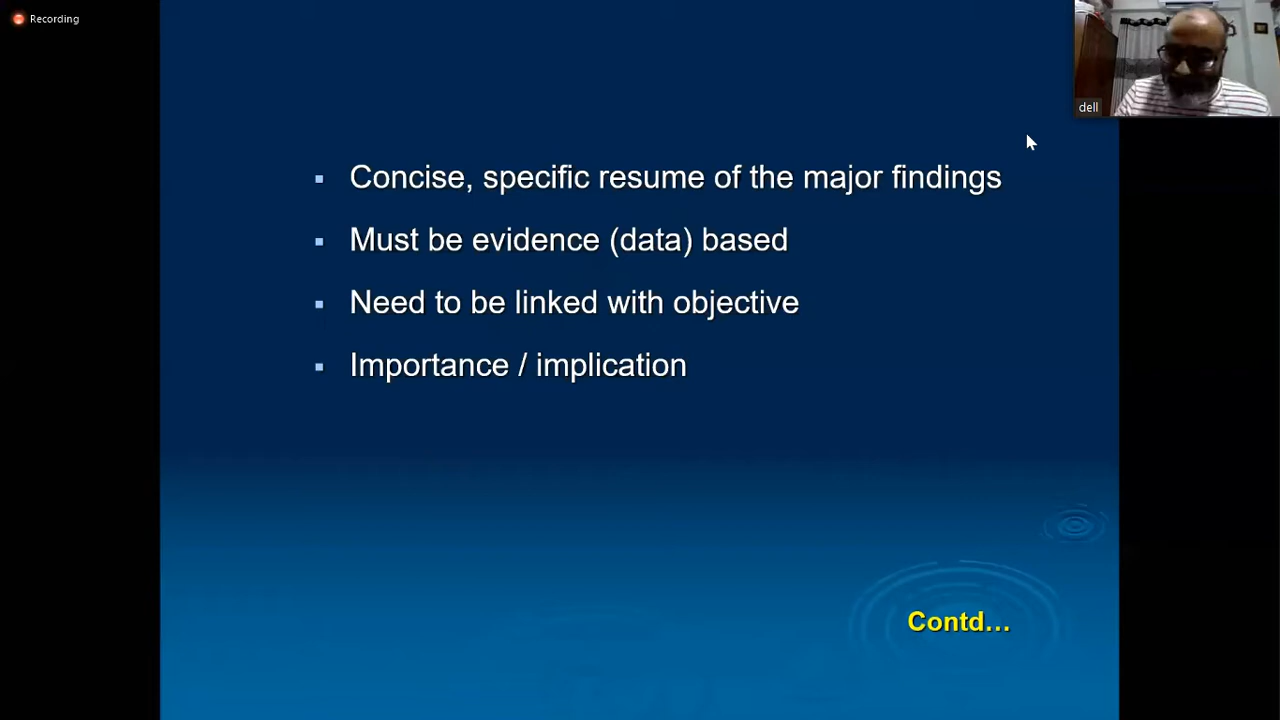 Recording
dell
Concise, specific resume of the major findings
Must be evidence (data) based
Need to be linked with objective
Importance / implication
Contd...